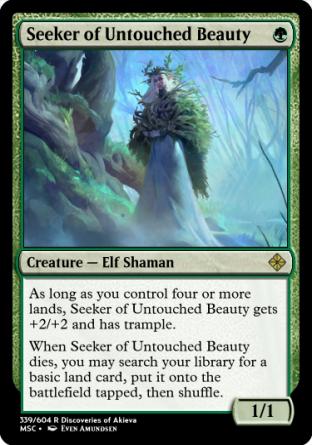 Seeker of Untouched Beauty
Creature — Elf Shaman
As long as you control four or more
lands, Seeker of Untouched Beauty gets
+2/+2 and has trample.
When Seeker of Untouched Beauty
dies, you may search your library for a
basic land card, put it onto the
battlefield tapped, then shuffle.
1/1
339/604 R Discoveries of Akieva
MSC • Even Amundsen